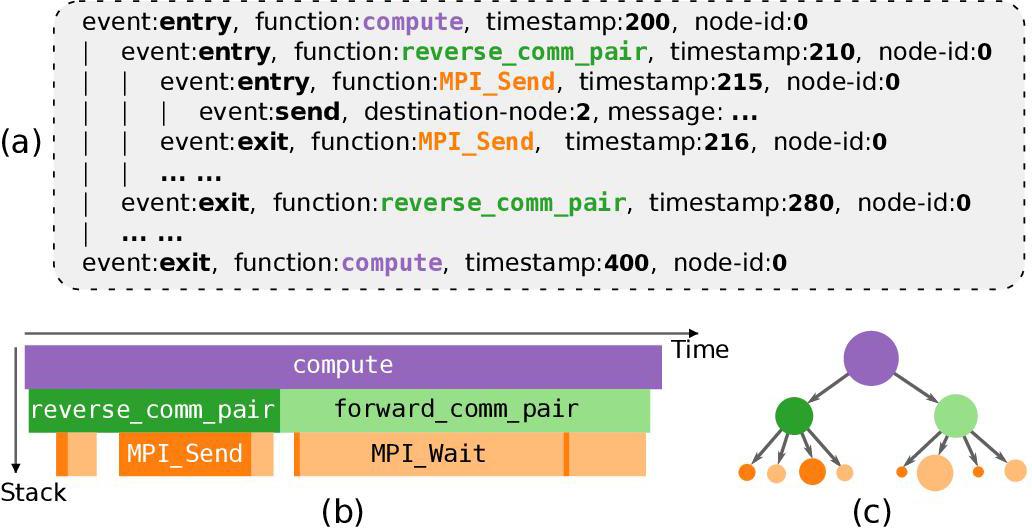 event:entry, function:compute, timestamp:200, node-id:0
| event:entry, function:reverse_comm_pair, timestamp:210, node-id:0
| | event:entry, function:MPI_Send, timestamp:215, node-id:0
| | | event:send, destination-node:2, message: ...
(a) | | event:exit, function:MPI_Send, timestamp:216, node-id:0
| | ... ...
| event:exit, function:reverse_comm_pair, timestamp:280, node-id:0
| ... ...
event:exit, function:compute, timestamp:400, node-id:0
Time
compute
reverse_comm_pair forward_comm_pair
MPI_Send MPI_Wait
Stack
(b) (c)